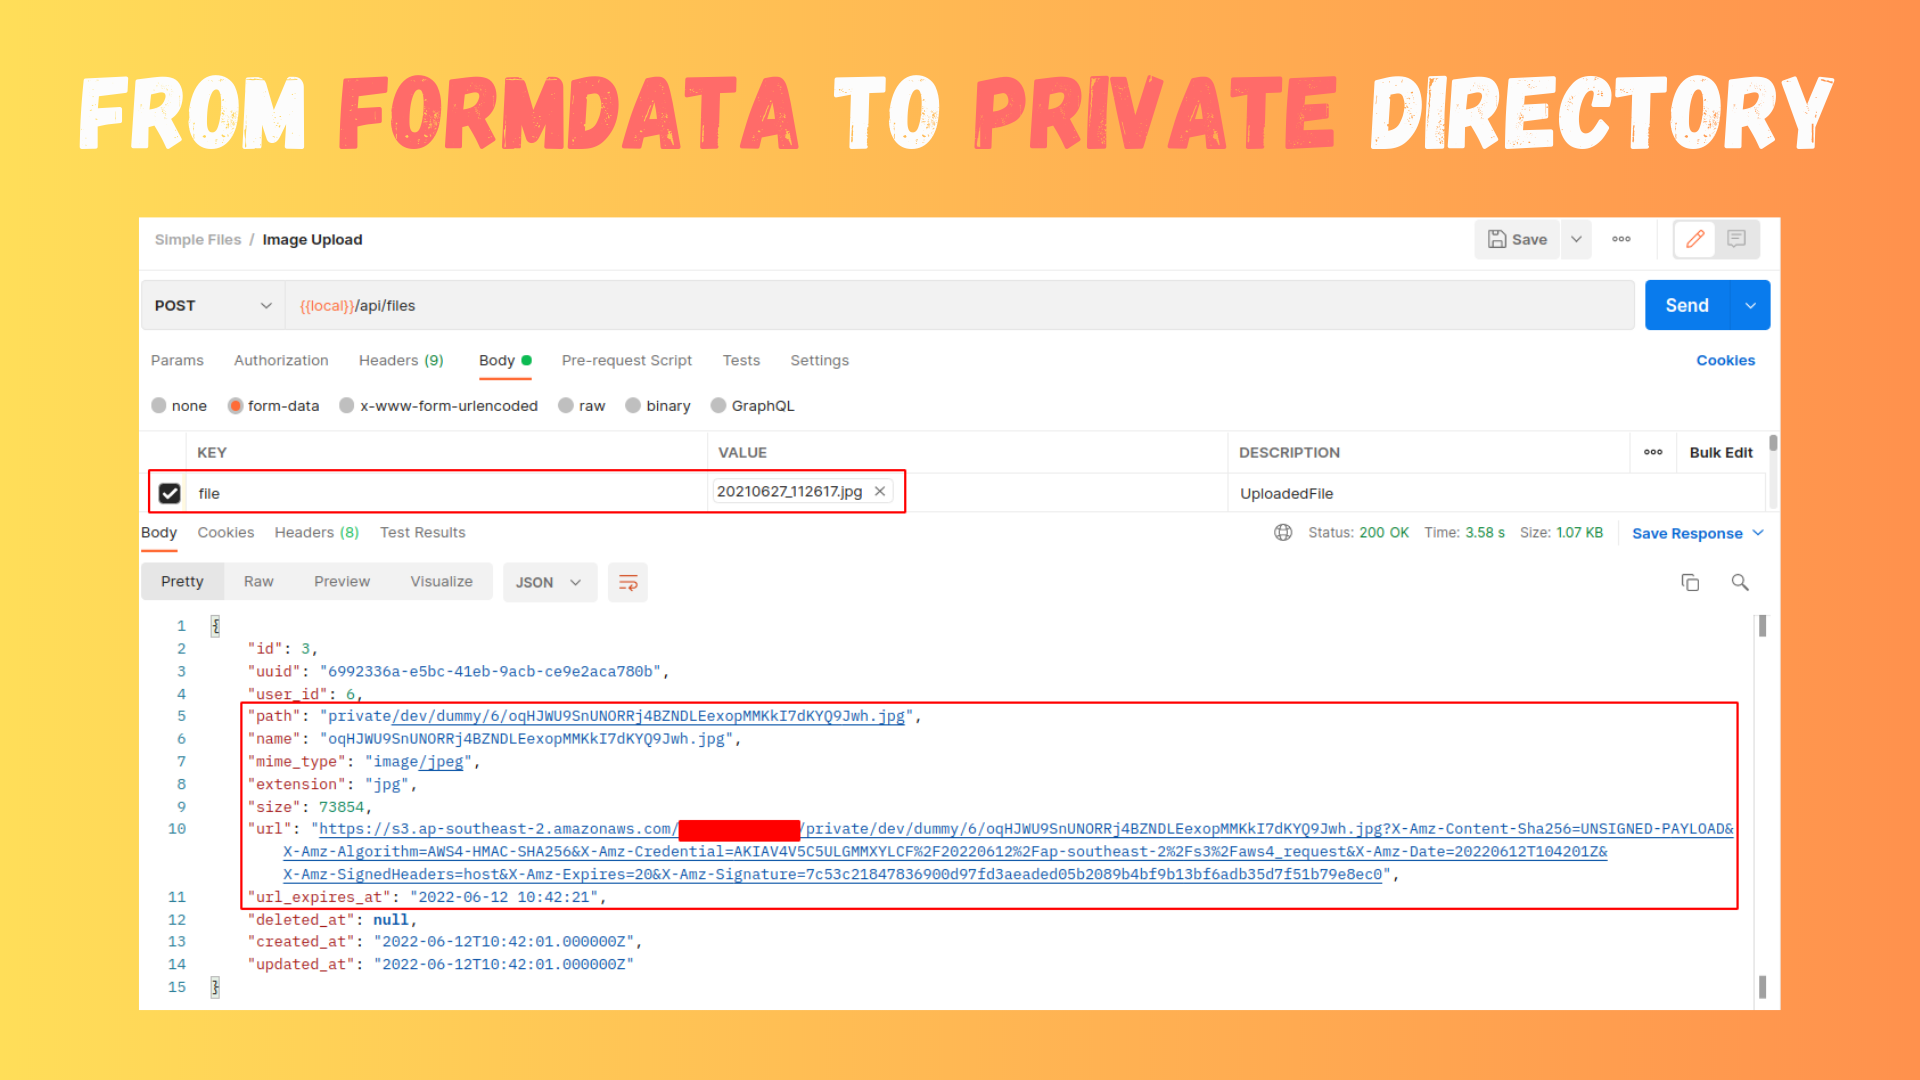 FROM FORMDATA TO PRIVATE DIRECTORY
Simple Files / Image Upload
Save
POST {{local}}/api/files
Send
Params Authorization Headers (9) Body Pre-request Script Tests Settings Cookies
none form-data x-www-form-urlencoded raw binary GraphQL
KEY VALUE DESCRIPTION Bulk Edit
file 20210627_112617.jpg UploadedFile
Body Cookies Headers (8) Test Results Status: 200 OK Time: 3.58 s Size: 1.07 KB Save Response
Pretty Raw Preview Visualize JSON
1 {
2 "id": 3,
3 "uuid": "6992336a-e5bc-41eb-9acb-ce9e2aca780b",
4 "user_id": 6,
5 "path": "private/dev/dummy/6/oqHJWU9SnUNORRj4BZNDLEexopMMKkI7dKYQ9Jwh.jpg",
6 "name": "oqHJWU9SnUNORRj4BZNDLEexopMMKkI7dKYQ9Jwh.jpg",
7 "mime_type": "image/jpeg",
8 "extension": "jpg",
9 "size": 73854,
10 "url": "https://s3.ap-southeast-2.amazonaws.com/ /private/dev/dummy/6/oqHJWU9SnUNORRj4BZNDLEexopMMKkI7dKYQ9Jwh.jpg?X-Amz-Content-Sha256=UNSIGNED-PAYLOAD&
X-Amz-Algorithm=AWS4-HMAC-SHA256&X-Amz-Credential=AKIAV4V5C5ULGMMXYLCF%2F20220612%2Fap-southeast-2%2Fs3%2Faws4_request&X-Amz-Date=20220612T104201Z&
X-Amz-SignedHeaders=host&X-Amz-Expires=20&X-Amz-Signature=7c53c21847836900d97fd3aeaded05b2089b4bf9b13bf6adb35d7f51b79e8ec0",
11 "url_expires_at": "2022-06-12 10:42:21",
12 "deleted_at": null,
13 "created_at": "2022-06-12T10:42:01.000000Z",
14 "updated_at": "2022-06-12T10:42:01.000000Z"
15 }